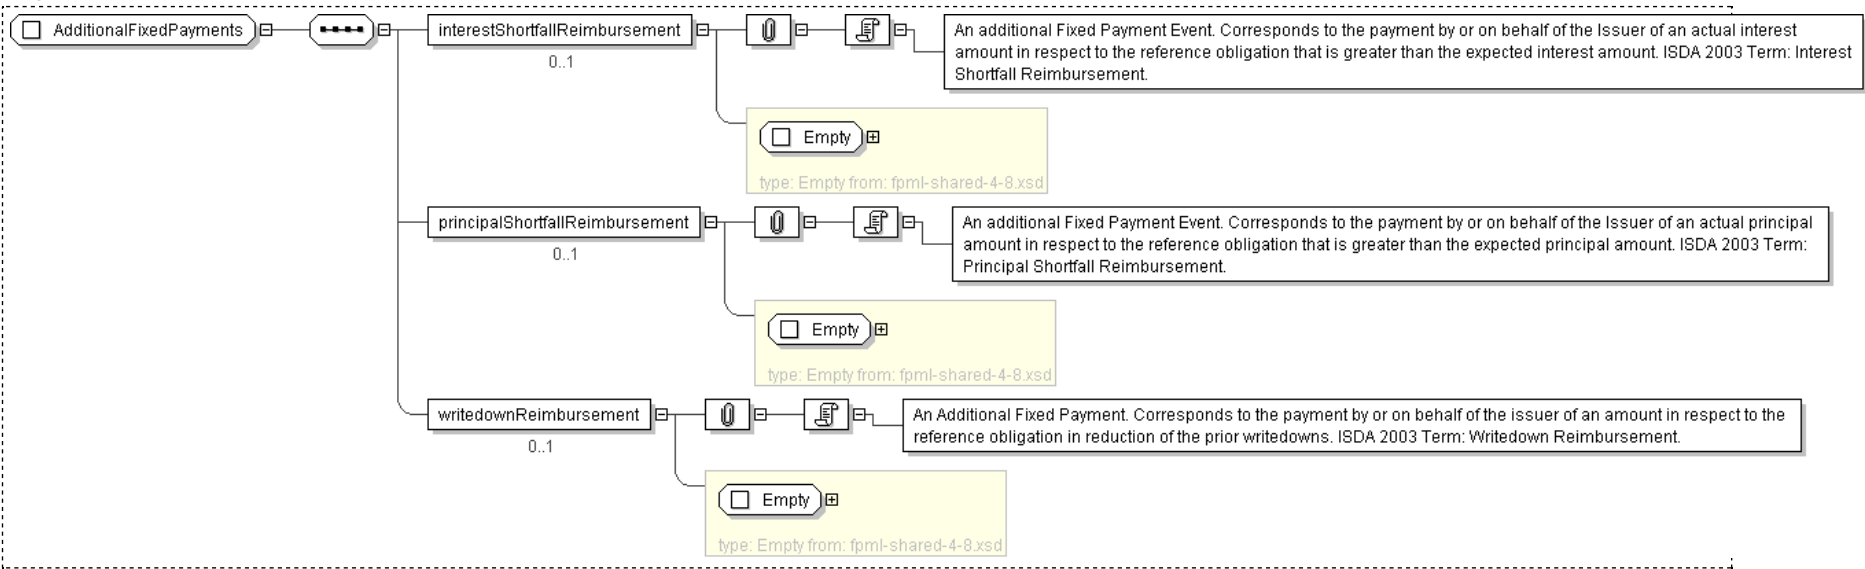 AdditionalFixedPayments
interestShortfallReimbursement
0..1
An additional Fixed Payment Event. Corresponds to the payment by or on behalf of the Issuer of an actual interest
amount in respect to the reference obligation that is greater than the expected interest amount. ISDA 2003 Term: Interest
Shortfall Reimbursement.
Empty
type: Empty from: fpml-shared-4-8.xsd
principalShortfallReimbursement
0..1
An additional Fixed Payment Event. Corresponds to the payment by or on behalf of the Issuer of an actual principal
amount in respect to the reference obligation that is greater than the expected principal amount. ISDA 2003 Term:
Principal Shortfall Reimbursement.
Empty
type: Empty from: fpml-shared-4-8.xsd
writedownReimbursement
0..1
An Additional Fixed Payment. Corresponds to the payment by or on behalf of the issuer of an amount in respect to the
reference obligation in reduction of the prior writedowns. ISDA 2003 Term: Writedown Reimbursement.
Empty
type: Empty from: fpml-shared-4-8.xsd